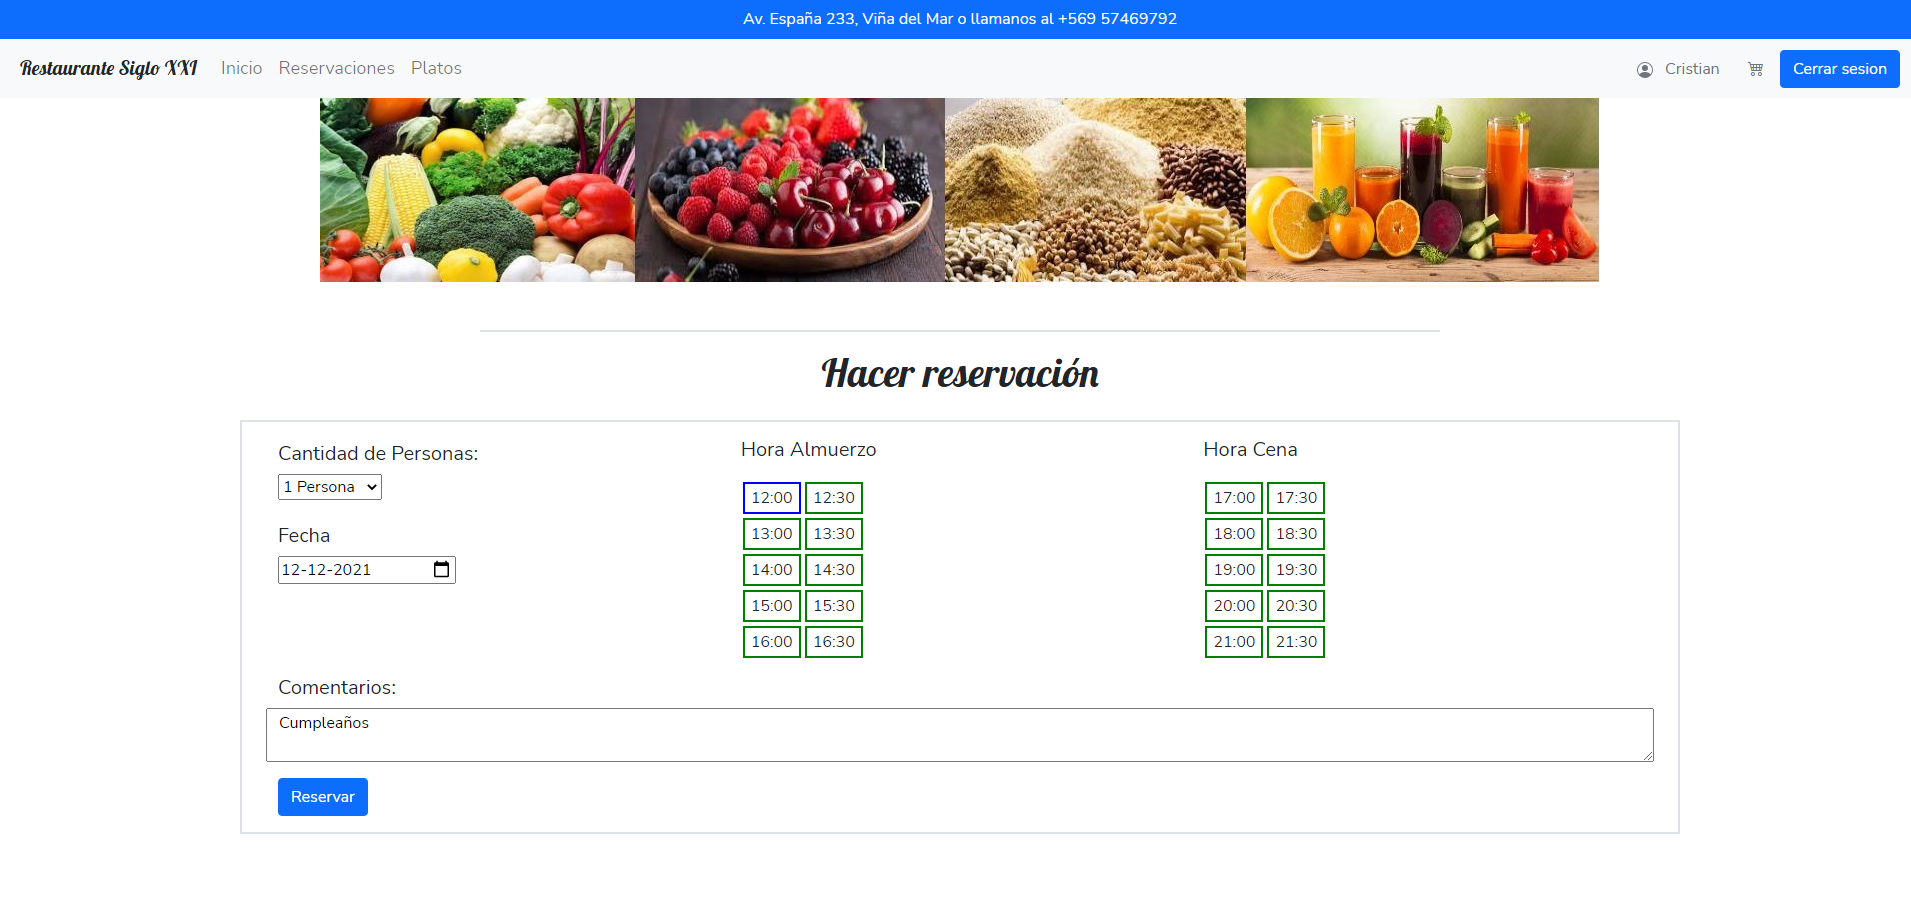 Av. España 233, Viña del Mar o llamanos al +569 57469792
Restaurante Siglo XXI Inicio Reservaciones Platos Cristian Cerrar sesion
Hacer reservación
Cantidad de Personas:
1 Persona
Fecha
12-12-2021
Hora Almuerzo
12:00 12:30
13:00 13:30
14:00 14:30
15:00 15:30
16:00 16:30
Hora Cena
17:00 17:30
18:00 18:30
19:00 19:30
20:00 20:30
21:00 21:30
Comentarios:
Cumpleaños
Reservar